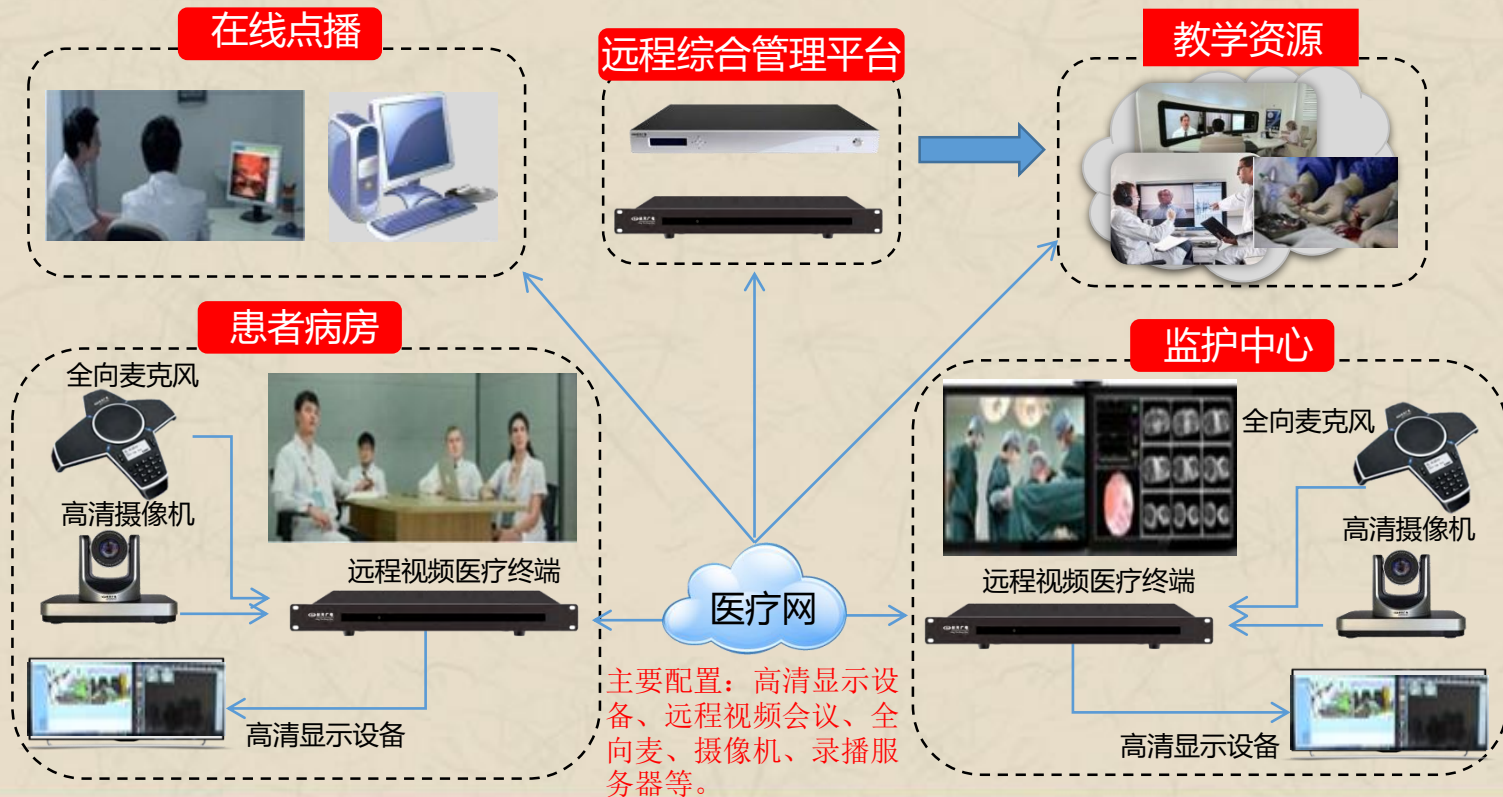 在线点播
远程综合管理平台
教学资源
患者病房
监护中心
全向麦克风
高清摄像机
远程视频医疗终端
高清显示设备
医疗网
主要配置：高清显示设
备、远程视频会议、全
向麦、摄像机、录播服
务器等。
全向麦克风
高清摄像机
远程视频医疗终端
高清显示设备